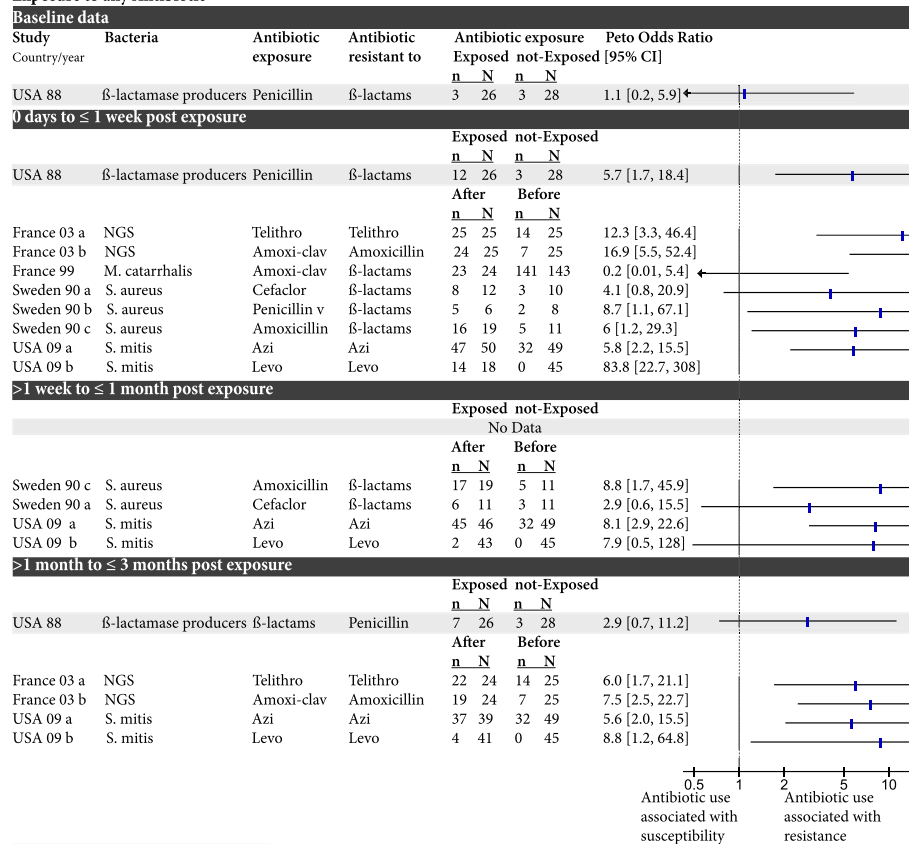 Exposure to any Antibiotic
Baseline data
Study Bacteria Antibiotic Antibiotic Antibiotic exposure Peto Odds Ratio
Country/year exposure resistant to Exposed not-Exposed [95% CI]
n N n N
USA 88 ß-lactamase producers Penicillin ß-lactams 3 26 3 28 1.1 [0.2, 5.9]
0 days to ≤ 1 week post exposure
Exposed not-Exposed
n N n N
USA 88 ß-lactamase producers Penicillin ß-lactams 12 26 3 28 5.7 [1.7, 18.4]
After Before
n N n N
France 03 a NGS Telithro Telithro 25 25 14 25 12.3 [3.3, 46.4]
France 03 b NGS Amoxi-clav Amoxicillin 24 25 7 25 16.9 [5.5, 52.4]
France 99 M. catarrhalis Amoxi-clav ß-lactams 23 24 141 143 0.2 [0.01, 5.4]
Sweden 90 a S. aureus Cefaclor ß-lactams 8 12 3 10 4.1 [0.8, 20.9]
Sweden 90 b S. aureus Penicillin v ß-lactams 5 6 2 8 8.7 [1.1, 67.1]
Sweden 90 c S. aureus Amoxicillin ß-lactams 16 19 5 11 6 [1.2, 29.3]
USA 09 a S. mitis Azi Azi 47 50 32 49 5.8 [2.2, 15.5]
USA 09 b S. mitis Levo Levo 14 18 0 45 83.8 [22.7, 308]
>1 week to ≤ 1 month post exposure
Exposed not-Exposed
No Data
After Before
n N n N
Sweden 90 c S. aureus Amoxicillin ß-lactams 17 19 5 11 8.8 [1.7, 45.9]
Sweden 90 a S. aureus Cefaclor ß-lactams 6 11 3 11 2.9 [0.6, 15.5]
USA 09 a S. mitis Azi Azi 45 46 32 49 8.1 [2.9, 22.6]
USA 09 b S. mitis Levo Levo 2 43 0 45 7.9 [0.5, 128]
>1 month to ≤ 3 months post exposure
Exposed not-Exposed
n N n N
USA 88 ß-lactamase producers ß-lactams Penicillin 7 26 3 28 2.9 [0.7, 11.2]
After Before
n N n N
France 03 a NGS Telithro Telithro 22 24 14 25 6.0 [1.7, 21.1]
France 03 b NGS Amoxi-clav Amoxicillin 19 24 7 25 7.5 [2.5, 22.7]
USA 09 a S. mitis Azi Azi 37 39 32 49 5.6 [2.0, 15.5]
USA 09 b S. mitis Levo Levo 4 41 0 45 8.8 [1.2, 64.8]
0.5 1 2 5 10
Antibiotic use Antibiotic use
associated with associated with
susceptibility resistance